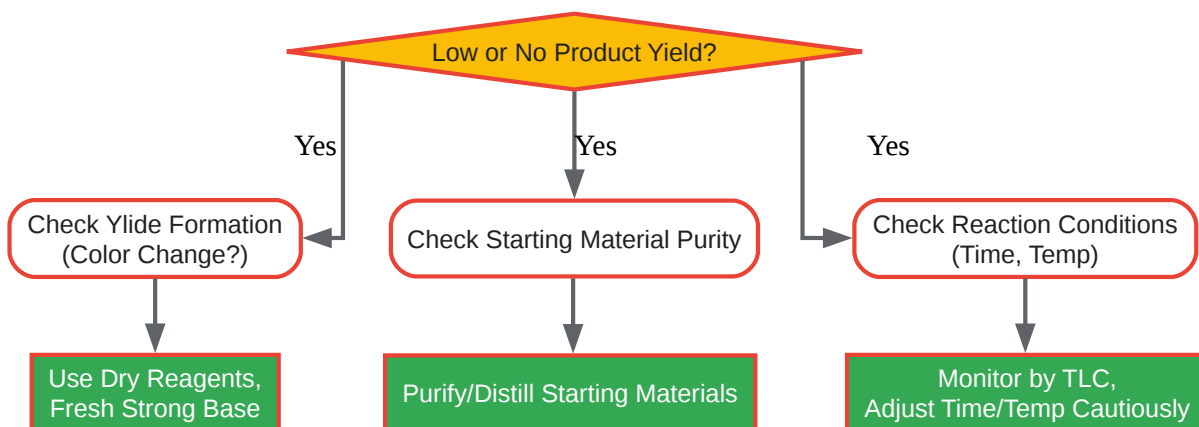 Low or No Product Yield?
Yes
Yes
Yes
Check Ylide Formation
(Color Change?)
Check Starting Material Purity
Check Reaction Conditions
(Time, Temp)
Use Dry Reagents,
Fresh Strong Base
Purify/Distill Starting Materials
Monitor by TLC,
Adjust Time/Temp Cautiously